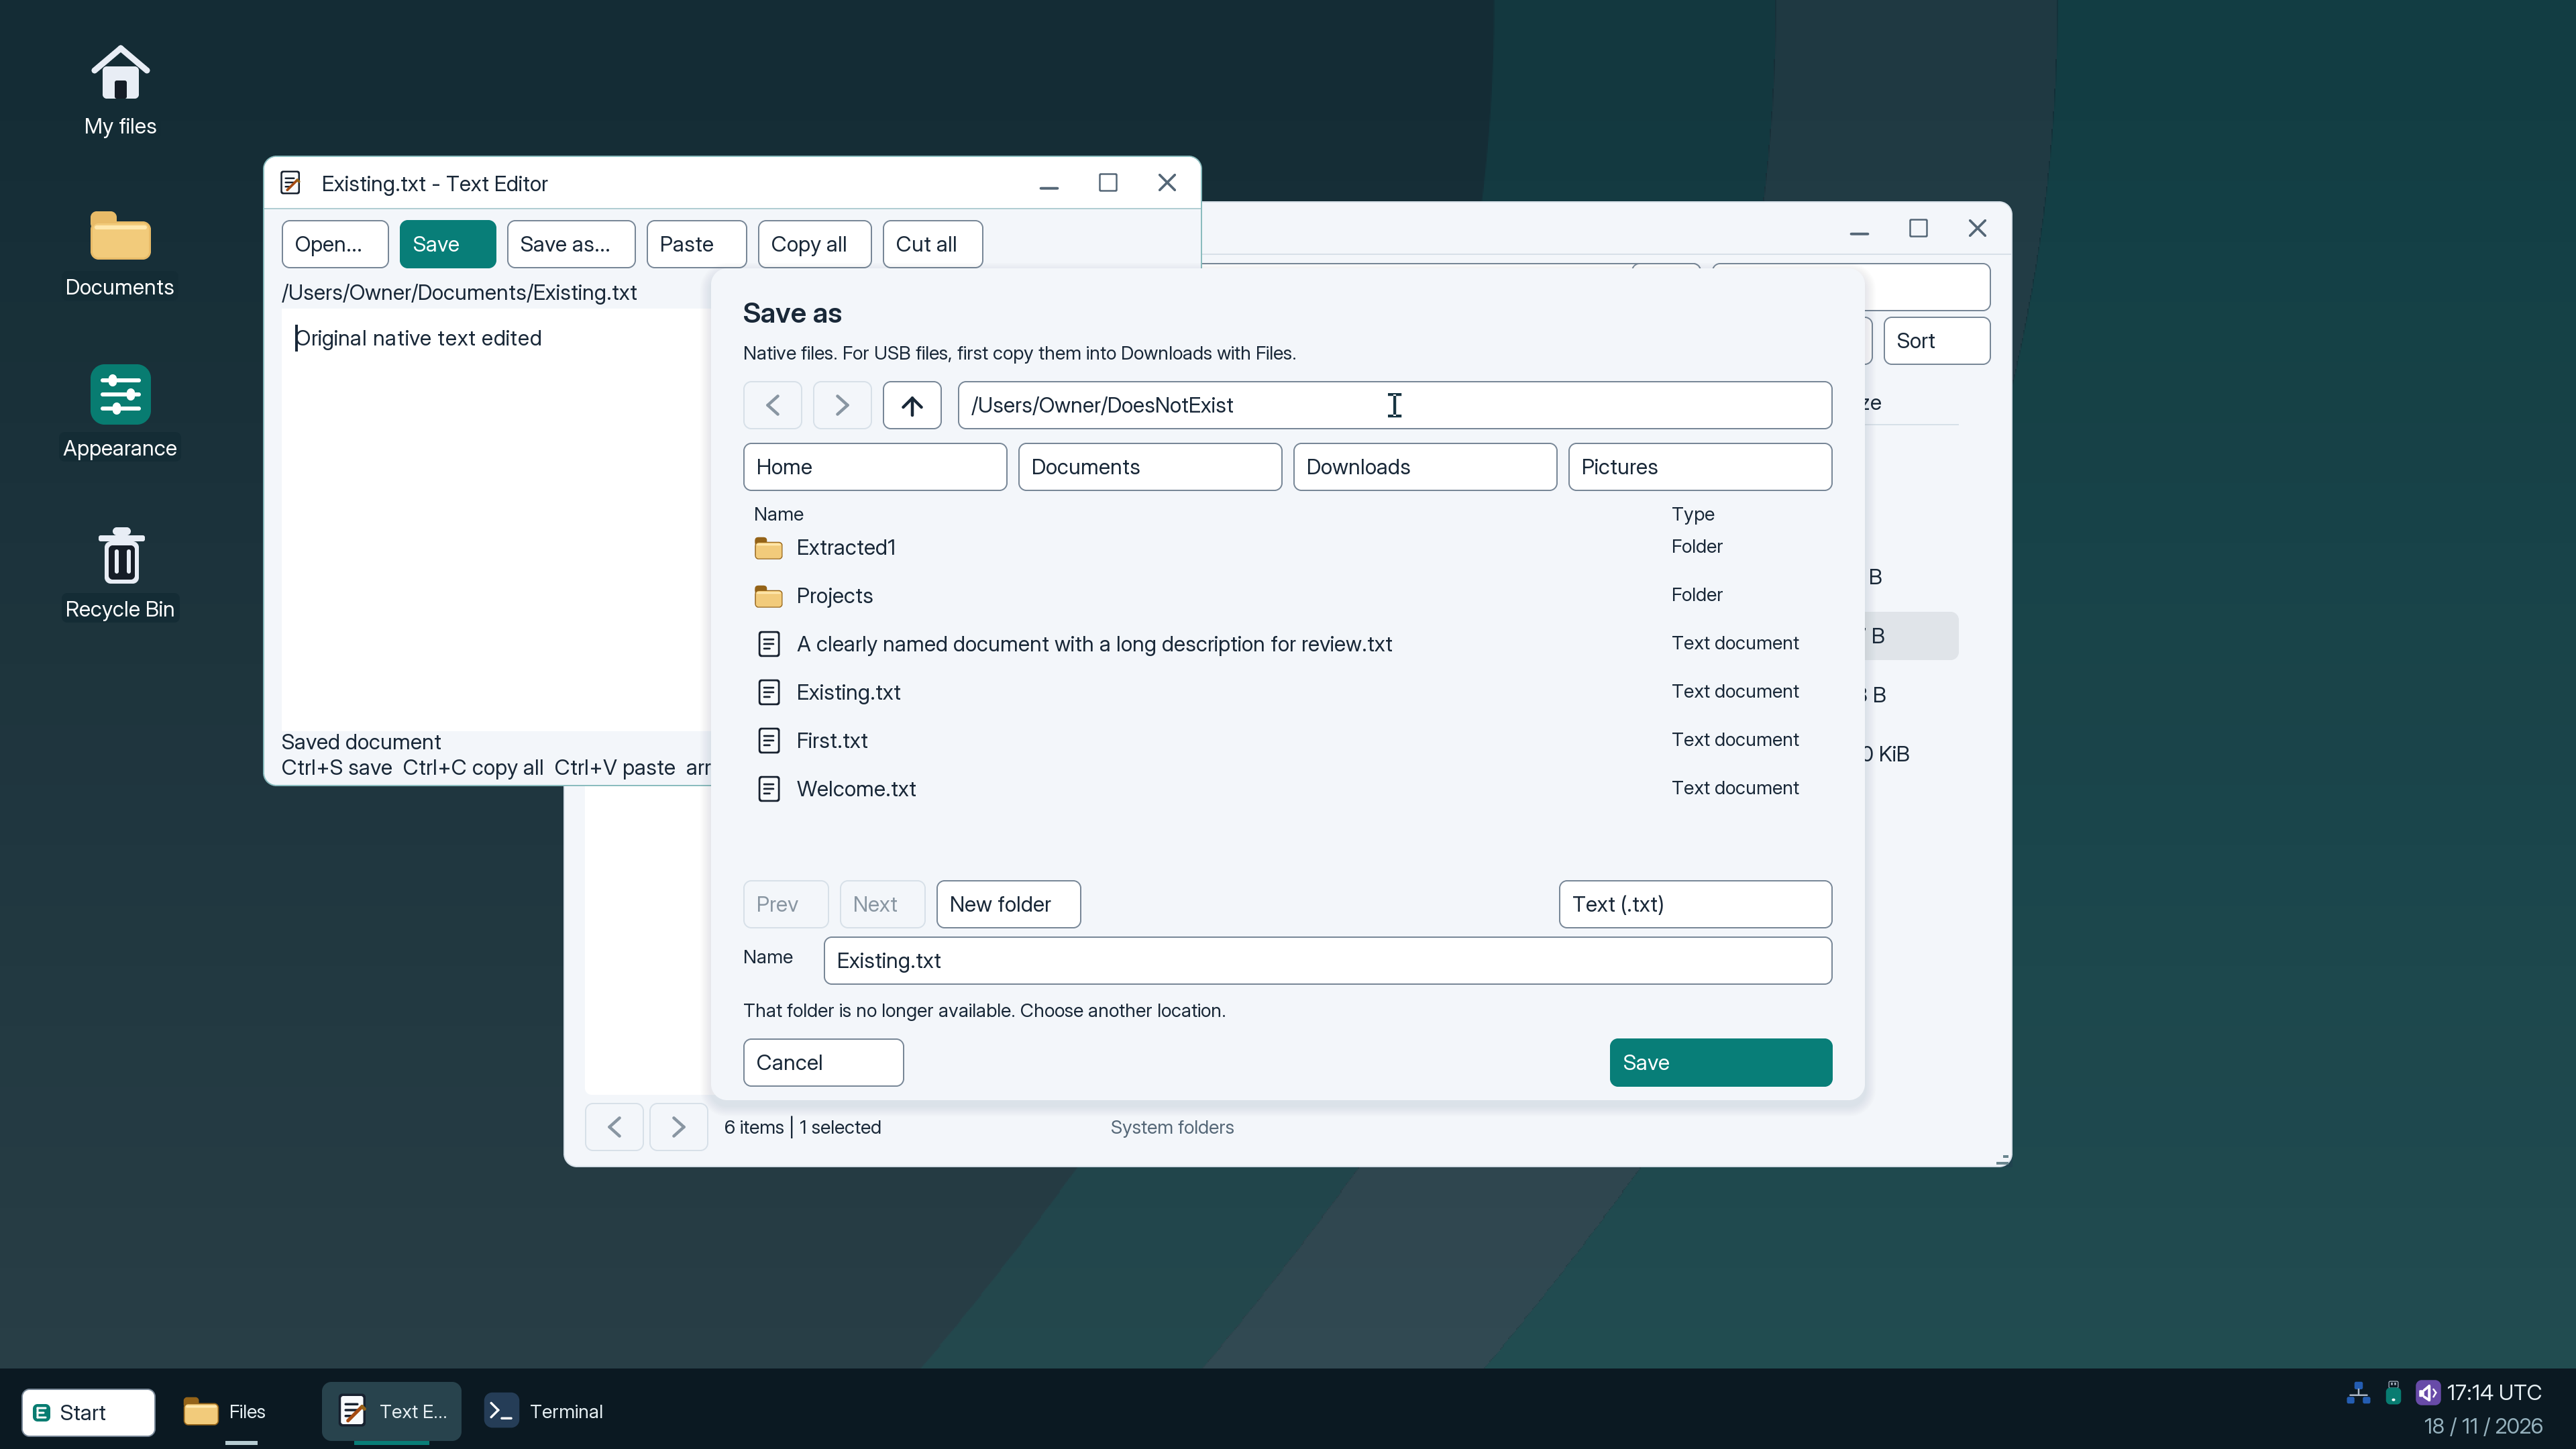 My files
Documents
Appearance
Recycle Bin
Existing.txt - Text Editor
Open...
Save
Save as...
Paste
Copy all
Cut all
/Users/Owner/Documents/Existing.txt
Original native text edited
Saved document
Ctrl+S save Ctrl+C copy all Ctrl+V paste
Sort
B
B
B
KiB
Save as
Native files. For USB files, first copy them into Downloads with Files.
/Users/Owner/DoesNotExist
Home
Documents
Downloads
Pictures
Name
Type
Extracted1
Folder
Projects
Folder
A clearly named document with a long description for review.txt
Text document
Existing.txt
Text document
First.txt
Text document
Welcome.txt
Text document
Prev
Next
New folder
Text (.txt)
Name
Existing.txt
That folder is no longer available. Choose another location.
Cancel
Save
6 items | 1 selected
System folders
Start
Files
Text E...
Terminal
17:14 UTC
18 / 11 / 2026